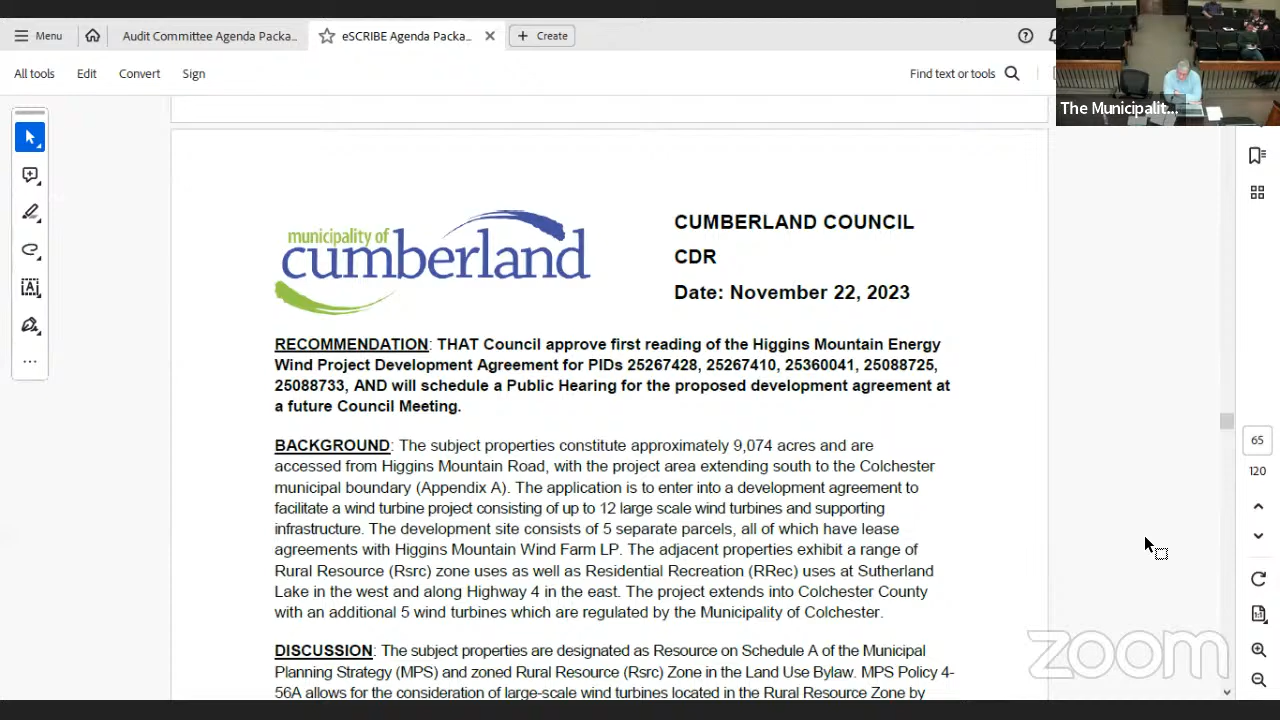 Menu
Audit Committee Agenda Packa...
eSCRIBE Agenda Packa...
Create
All tools
Edit
Convert
Sign
Find text or tools
The Municipalit...
municipality of
cumberland
CUMBERLAND COUNCIL
CDR
Date: November 22, 2023
RECOMMENDATION: THAT Council approve first reading of the Higgins Mountain Energy
Wind Project Development Agreement for PIDs 25267428, 25267410, 25360041, 25088725,
25088733, AND will schedule a Public Hearing for the proposed development agreement at
a future Council Meeting.
BACKGROUND: The subject properties constitute approximately 9,074 acres and are
accessed from Higgins Mountain Road, with the project area extending south to the Colchester
municipal boundary (Appendix A). The application is to enter into a development agreement to
facilitate a wind turbine project consisting of up to 12 large scale wind turbines and supporting
infrastructure. The development site consists of 5 separate parcels, all of which have lease
agreements with Higgins Mountain Wind Farm LP. The adjacent properties exhibit a range of
Rural Resource (Rsrc) zone uses as well as Residential Recreation (RRec) uses at Sutherland
Lake in the west and along Highway 4 in the east. The project extends into Colchester County
with an additional 5 wind turbines which are regulated by the Municipality of Colchester.
DISCUSSION: The subject properties are designated as Resource on Schedule A of the Municipal
Planning Strategy (MPS) and zoned Rural Resource (Rsrc) Zone in the Land Use Bylaw. MPS Policy 4-
56A allows for the consideration of large-scale wind turbines located in the Rural Resource Zone by
65
120
zoom